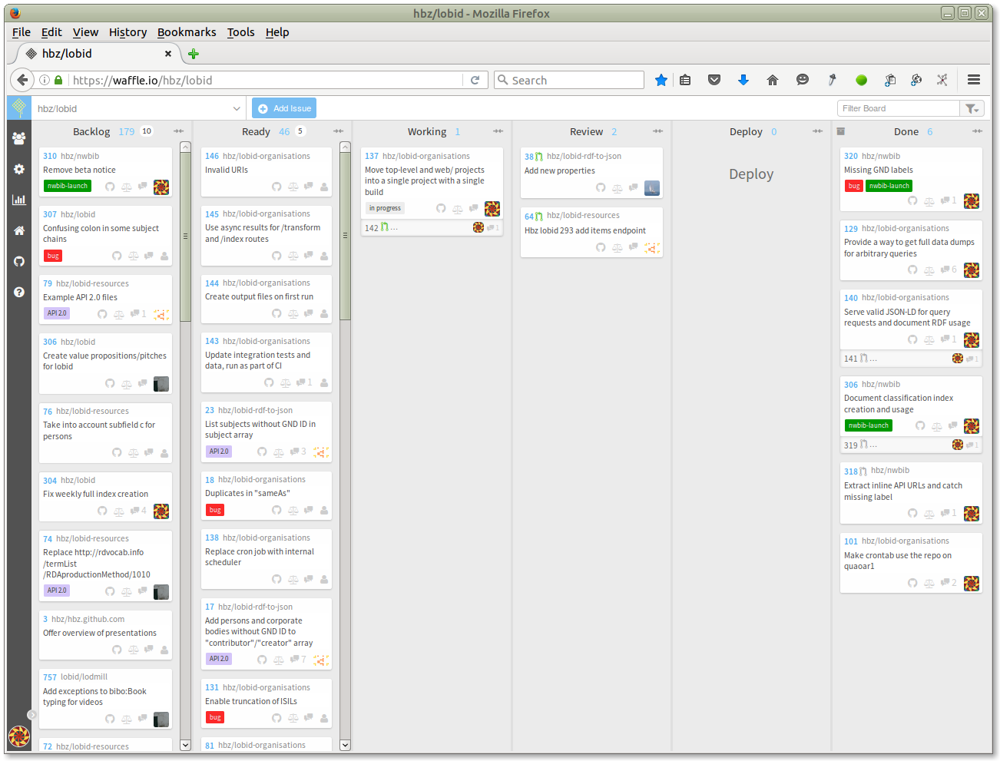 hbz/lobid - Mozilla Firefox
File Edit View History Bookmarks Tools Help
hbz/lobid
https://waffle.io/hbz/lobid
Search
hbz/lobid
Add Issue
Filter Board
Backlog 179 10
310 hbz/nwbib
Remove beta notice
nwbib-launch
307 hbz/lobid
Confusing colon in some subject
chains
bug
79 hbz/lobid-resources
Example API 2.0 files
API 2.0 1
306 hbz/lobid
Create value propositions/pitches
for lobid
76 hbz/lobid-resources
Take into account subfield c for
persons
304 hbz/lobid
Fix weekly full index creation
4
74 hbz/lobid-resources
Replace http://rdvocab.info
/termList
/RDAproductionMethod/1010
API 2.0
3 hbz/hbz.github.com
Offer overview of presentations
757 lobid/lodmill
Add exceptions to bibo:Book
typing for videos
72 hbz/lobid-resources
Ready 46 5
146 hbz/lobid-organisations
Invalid URIs
145 hbz/lobid-organisations
Use async results for /transform
and /index routes
144 hbz/lobid-organisations
Create output files on first run
143 hbz/lobid-organisations
Update integration tests and
data, run as part of CI
1
23 hbz/lobid-rdf-to-json
List subjects without GND ID in
subject array
API 2.0 3
18 hbz/lobid-organisations
Duplicates in "sameAs"
bug
138 hbz/lobid-organisations
Replace cron job with internal
scheduler
17 hbz/lobid-rdf-to-json
Add persons and corporate
bodies without GND ID to
"contributor"/"creator" array
API 2.0 7
131 hbz/lobid-organisations
Enable truncation of ISILs
bug
81 hbz/lobid-organisations
Working 1
137 hbz/lobid-organisations
Move top-level and web/ projects
into a single project with a single
build
in progress
142 ... 1
Review 2
38 hbz/lobid-rdf-to-json
Add new properties
64 hbz/lobid-resources
Hbz lobid 293 add items endpoint
Deploy 0
Deploy
Done 6
320 hbz/nwbib
Missing GND labels
bug nwbib-launch
1
129 hbz/lobid-organisations
Provide a way to get full data dumps
for arbitrary queries
6
140 hbz/lobid-organisations
Serve valid JSON-LD for query
requests and document RDF usage
1
141 ... 1
306 hbz/nwbib
Document classification index
creation and usage
nwbib-launch
319 ... 1
318 hbz/nwbib
Extract inline API URLs and catch
missing label
1
101 hbz/lobid-organisations
Make crontab use the repo on
quaoar1
2